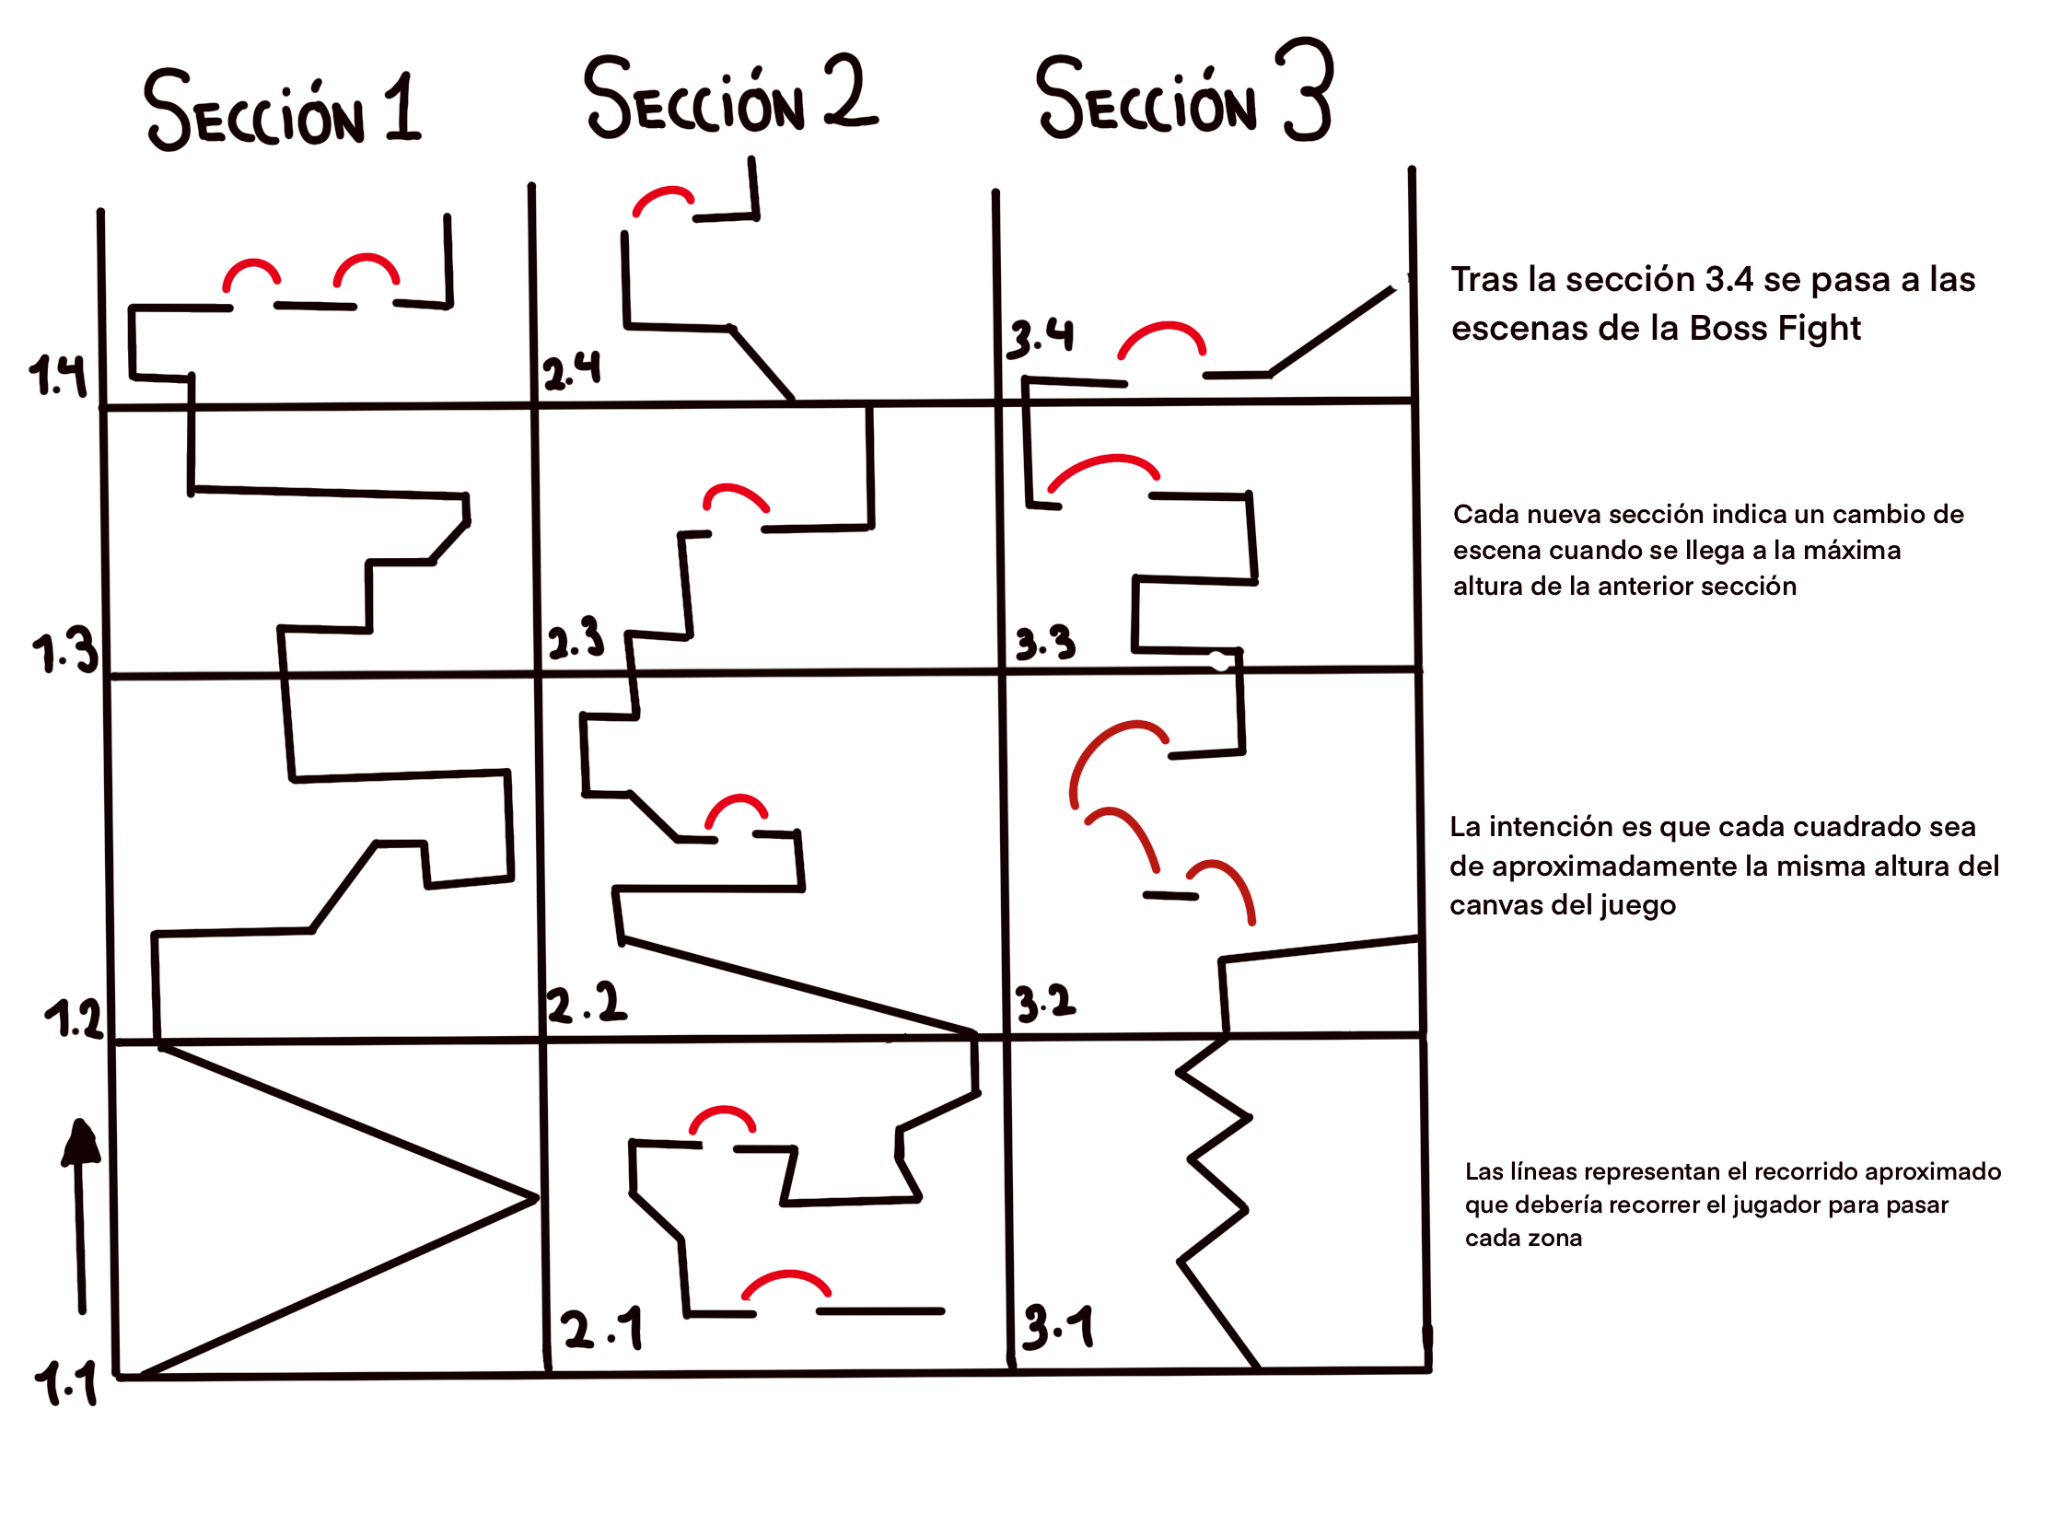 SECCIÓN 1
SECCIÓN 2
SECCIÓN 3
1.4
2.4
3.4
Tras la sección 3.4 se pasa a las
escenas de la Boss Fight
1.3
2.3
3.3
Cada nueva sección indica un cambio de
escena cuando se llega a la máxima
altura de la anterior sección
1.2
2.2
3.2
La intención es que cada cuadrado sea
de aproximadamente la misma altura del
canvas del juego
1.1
2.1
3.1
Las líneas representan el recorrido aproximado
que debería recorrer el jugador para pasar
cada zona